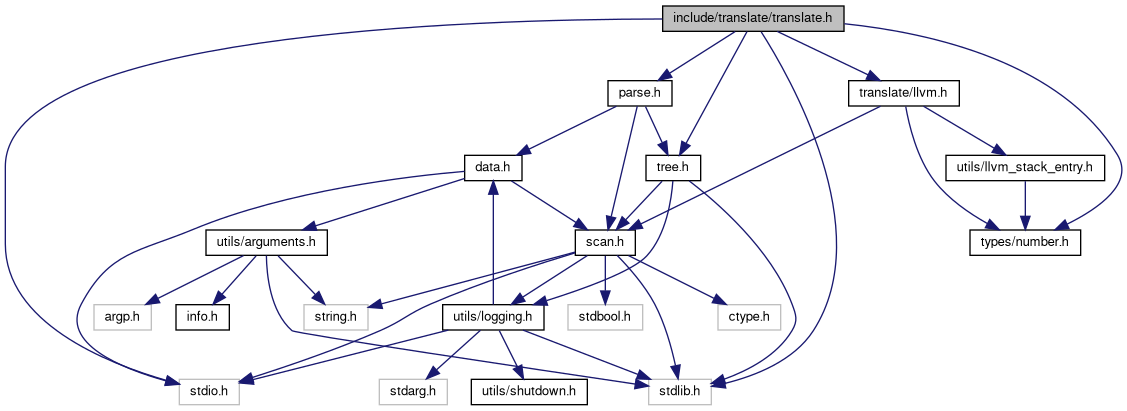 include/translate/translate.h
parse.h
translate/llvm.h
data.h
tree.h
utils/llvm_stack_entry.h
utils/arguments.h
scan.h
types/number.h
argp.h
info.h
string.h
utils/logging.h
stdbool.h
ctype.h
stdio.h
stdarg.h
utils/shutdown.h
stdlib.h